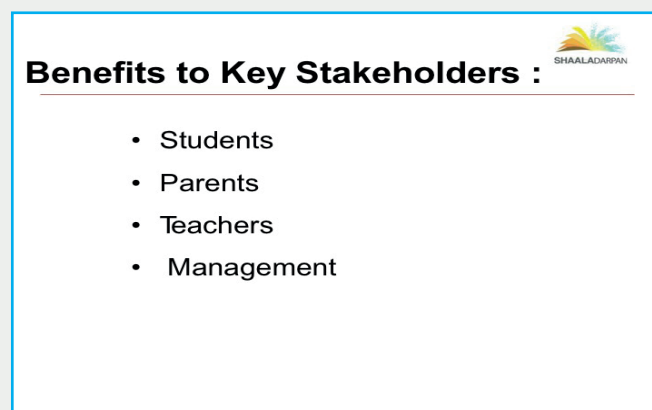 SHAALADARPAN
Benefits to Key Stakeholders :
• Students
• Parents
• Teachers
• Management